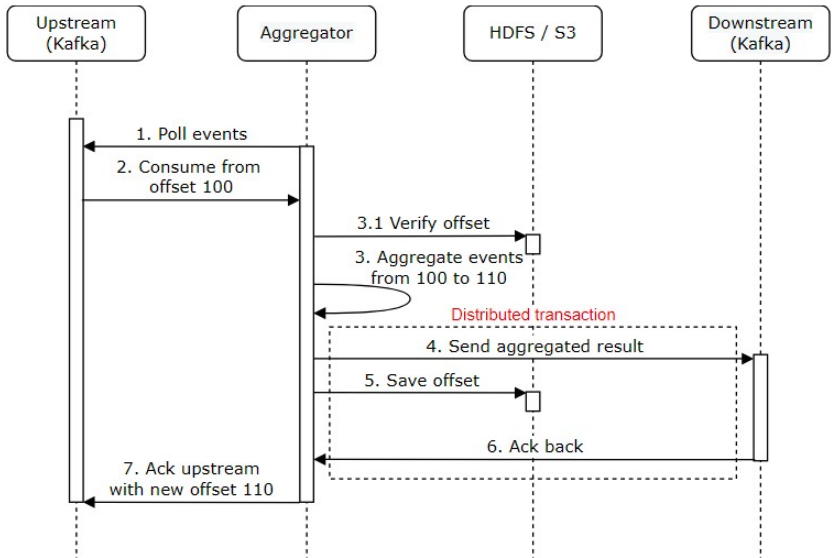 Upstream
(Kafka)
Aggregator
HDFS / S3
Downstream
(Kafka)
1. Poll events
2. Consume from
offset 100
3.1 Verify offset
3. Aggregate events
from 100 to 110
Distributed transaction
4. Send aggregated result
5. Save offset
6. Ack back
7. Ack upstream
with new offset 110